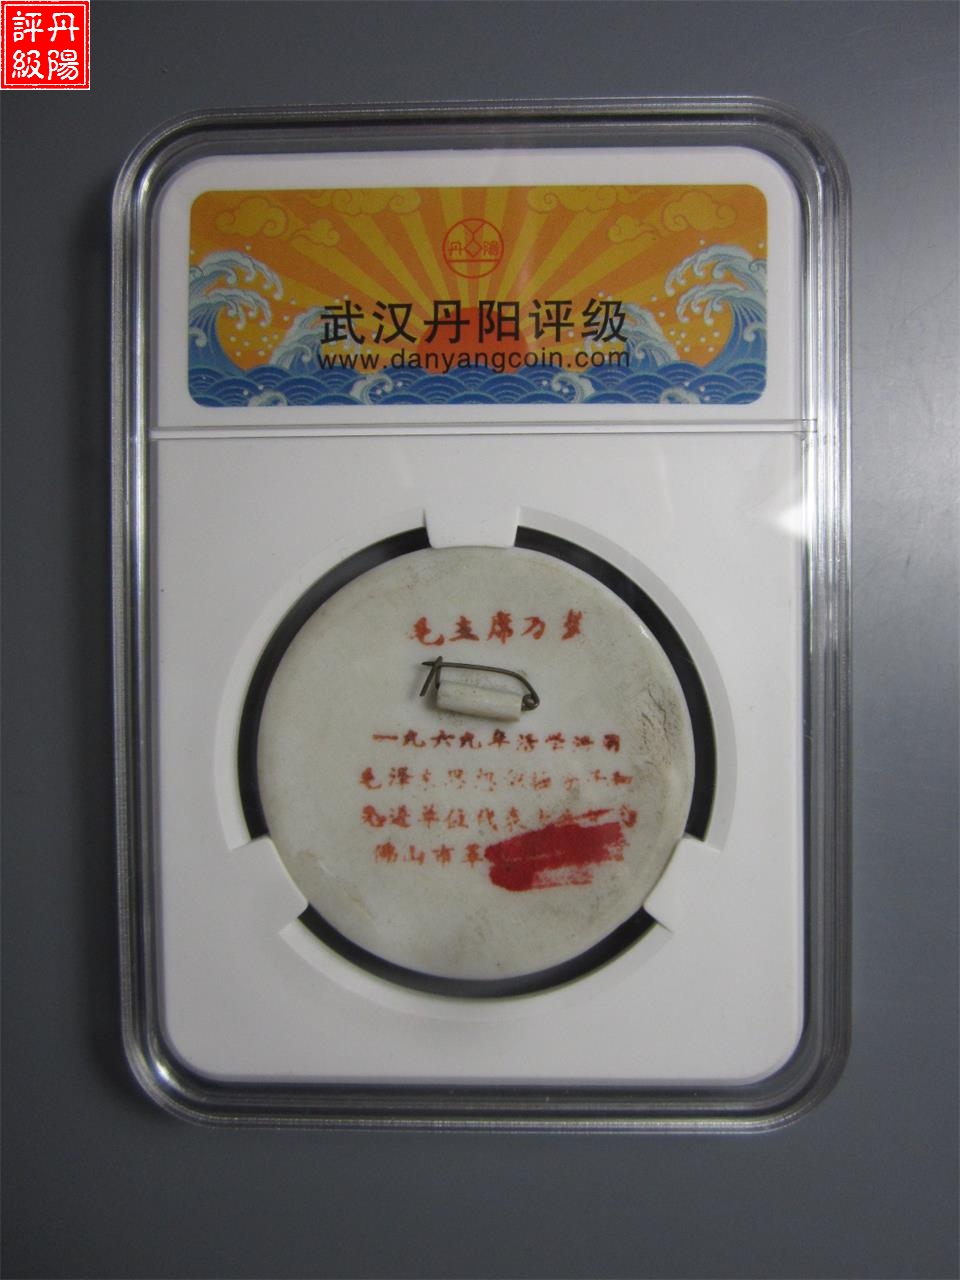 丹陽
評級
丹 陽
武汉丹阳评级
www.danyangcoin.com
毛主席万岁
一九六九年活学活用
毛泽东思想积极分子和
先进单位代表大会
佛山市革